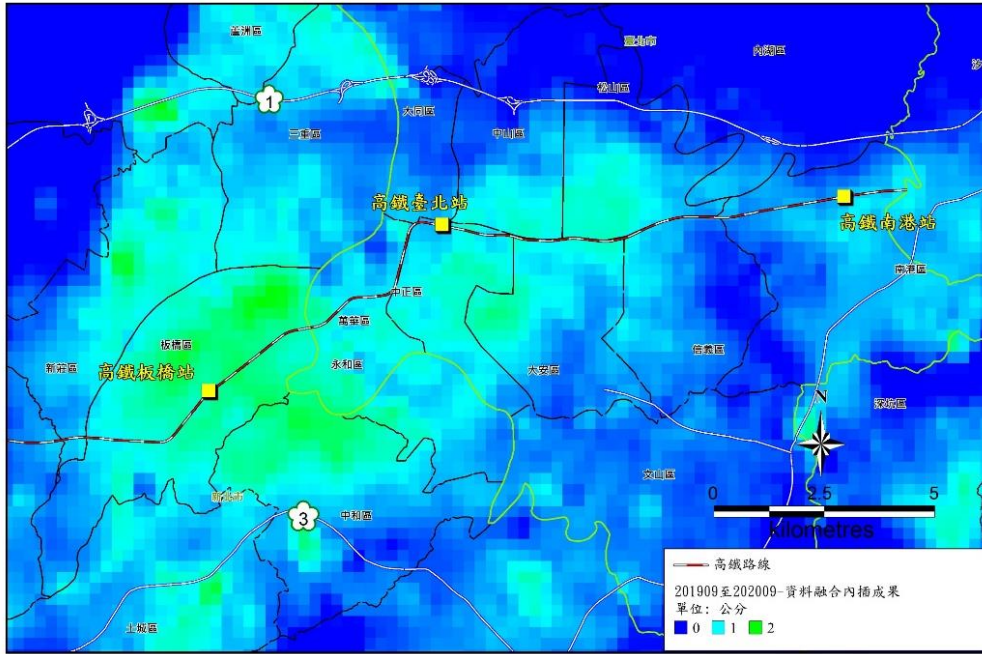 蘆洲區
臺北市
內湖區
汐
松山區
1
大同區
三重區
中山區
高鐵臺北站
高鐵南港站
南港區
中正區
萬華區
板橋區
永和區
信義區
新莊區
高鐵板橋站
大安區
深坑區
N
文山區
新北市
0 2.5 5
kilometres
3
中和區
土城區
高鐵路線
201909至202009-資料融合內插成果
單位: 公分
0 1 2